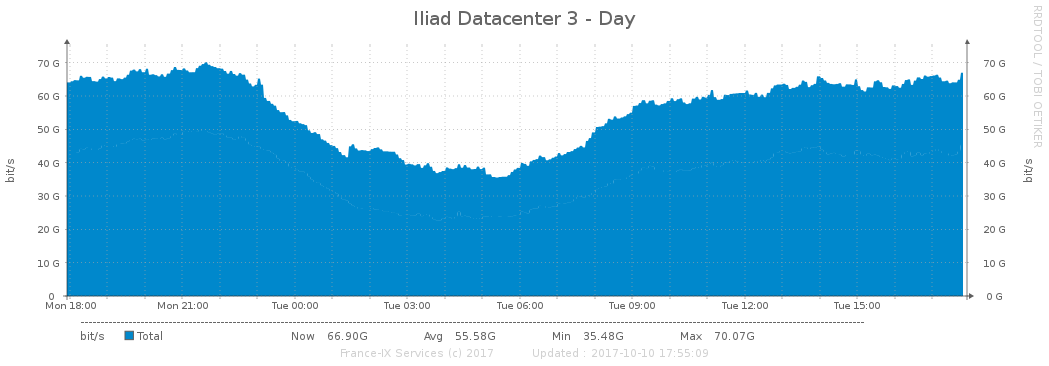 Iliad Datacenter 3 - Day
RRDTOOL / TOBI OETIKER
bit/s
70 G
60 G
50 G
40 G
30 G
20 G
10 G
0
70 G
60 G
50 G
40 G
30 G
20 G
10 G
0 G
bit/s
Mon 18:00 Mon 21:00 Tue 00:00 Tue 03:00 Tue 06:00 Tue 09:00 Tue 12:00 Tue 15:00
bit/s Total Now 66.90G Avg 55.58G Min 35.48G Max 70.07G
France-IX Services (c) 2017 Updated : 2017-10-10 17:55:09